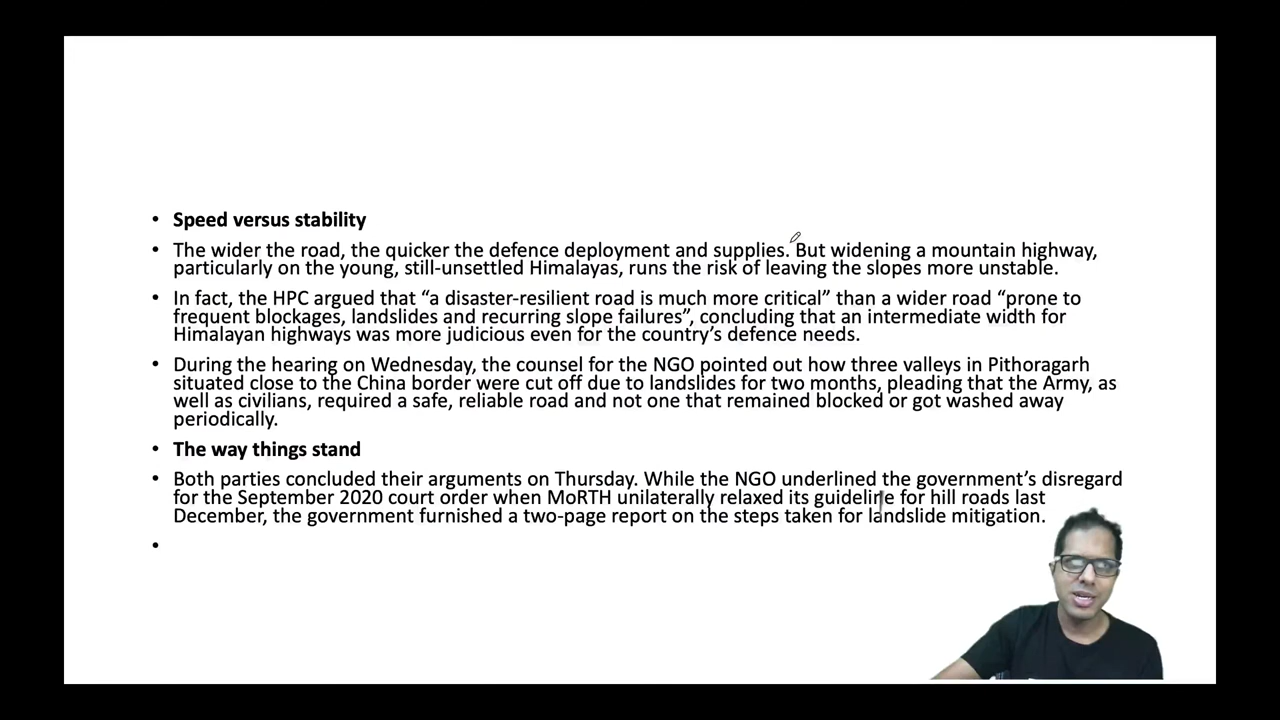 • Speed versus stability
• The wider the road, the quicker the defence deployment and supplies. But widening a mountain highway,
particularly on the young, still-unsettled Himalayas, runs the risk of leaving the slopes more unstable.
• In fact, the HPC argued that “a disaster-resilient road is much more critical” than a wider road “prone to
frequent blockages, landslides and recurring slope failures”, concluding that an intermediate width for
Himalayan highways was more judicious even for the country’s defence needs.
• During the hearing on Wednesday, the counsel for the NGO pointed out how three valleys in Pithoragarh
situated close to the China border were cut off due to landslides for two months, pleading that the Army, as
well as civilians, required a safe, reliable road and not one that remained blocked or got washed away
periodically.
• The way things stand
• Both parties concluded their arguments on Thursday. While the NGO underlined the government’s disregard
for the September 2020 court order when MoRTH unilaterally relaxed its guideline for hill roads last
December, the government furnished a two-page report on the steps taken for landslide mitigation.
•